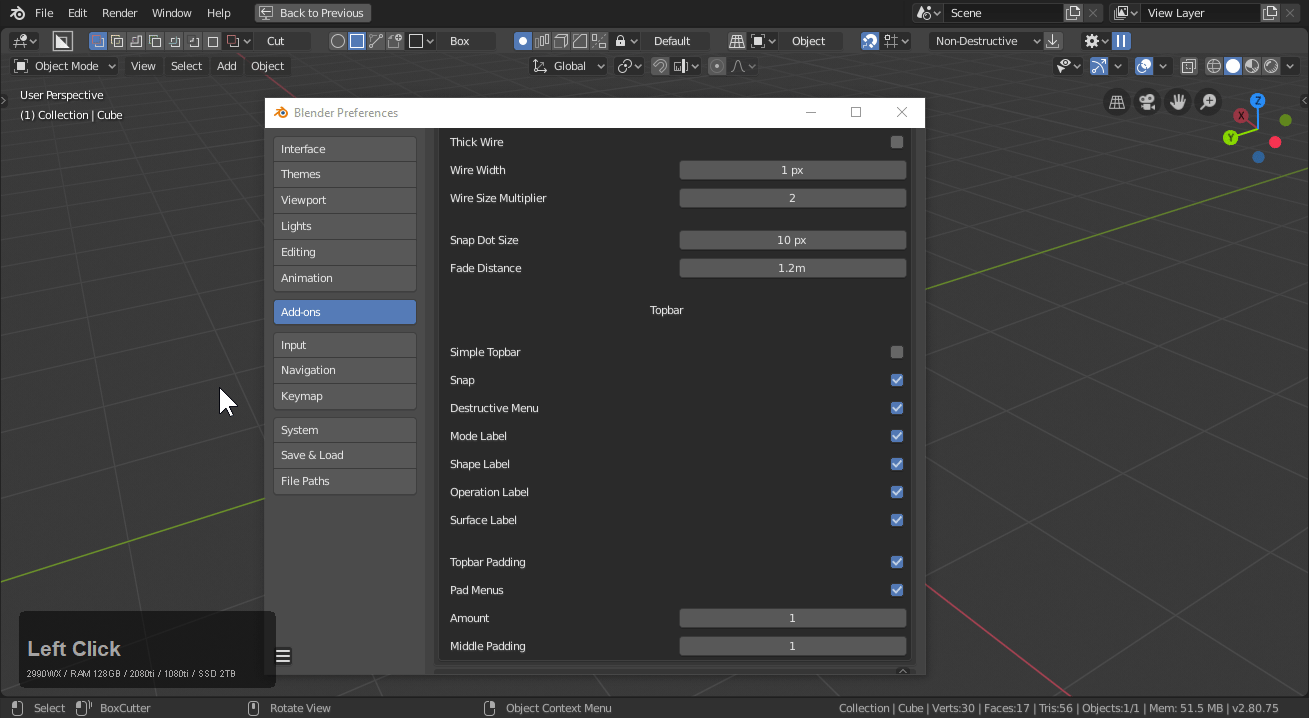 File Edit Render Window Help Back to Previous Scene View Layer
Cut Box Default Object Non-Destructive
Object Mode View Select Add Object Global
User Perspective
(1) Collection | Cube
Z
X
Y
Blender Preferences
Interface
Themes
Viewport
Lights
Editing
Animation
Add-ons
Input
Navigation
Keymap
System
Save & Load
File Paths
Thick Wire
Wire Width 1 px
Wire Size Multiplier 2
Snap Dot Size 10 px
Fade Distance 1.2m
Topbar
Simple Topbar
Snap
Destructive Menu
Mode Label
Shape Label
Operation Label
Surface Label
Topbar Padding
Pad Menus
Amount 1
Middle Padding 1
Left Click
2990WX / RAM 128GB / 2080ti / 1080ti / SSD 2TB
Select BoxCutter Rotate View Object Context Menu Collection | Cube | Verts:30 | Faces:17 | Tris:56 | Objects:1/1 | Mem: 51.5 MB | v2.80.75